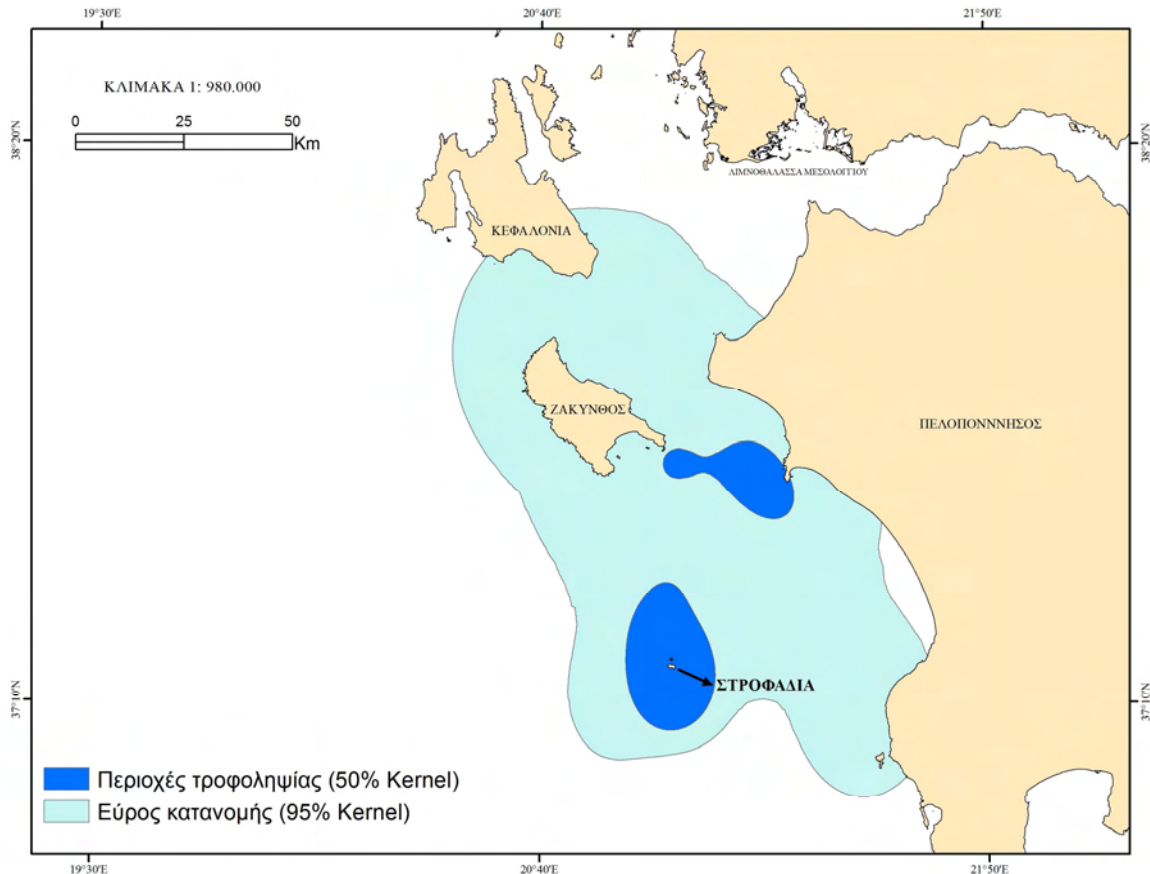 19°30'E 20°40'E 21°50'E
ΚΛΙΜΑΚΑ 1: 980.000
0 25 50
Km
38°20'N 38°20'N
ΛΙΜΝΟΘΑΛΑΣΣΑ ΜΕΣΟΛΟΓΓΙΟΥ
ΚΕΦΑΛΟΝΙΑ
ΖΑΚΥΝΘΟΣ
ΠΕΛΟΠΟΝΝΝΗΣΟΣ
ΣΤΡΟΦΑΔΙΑ
37°10'N 37°10'N
Περιοχές τροφοληψίας (50% Kernel)
Εύρος κατανομής (95% Kernel)
19°30'E 20°40'E 21°50'E